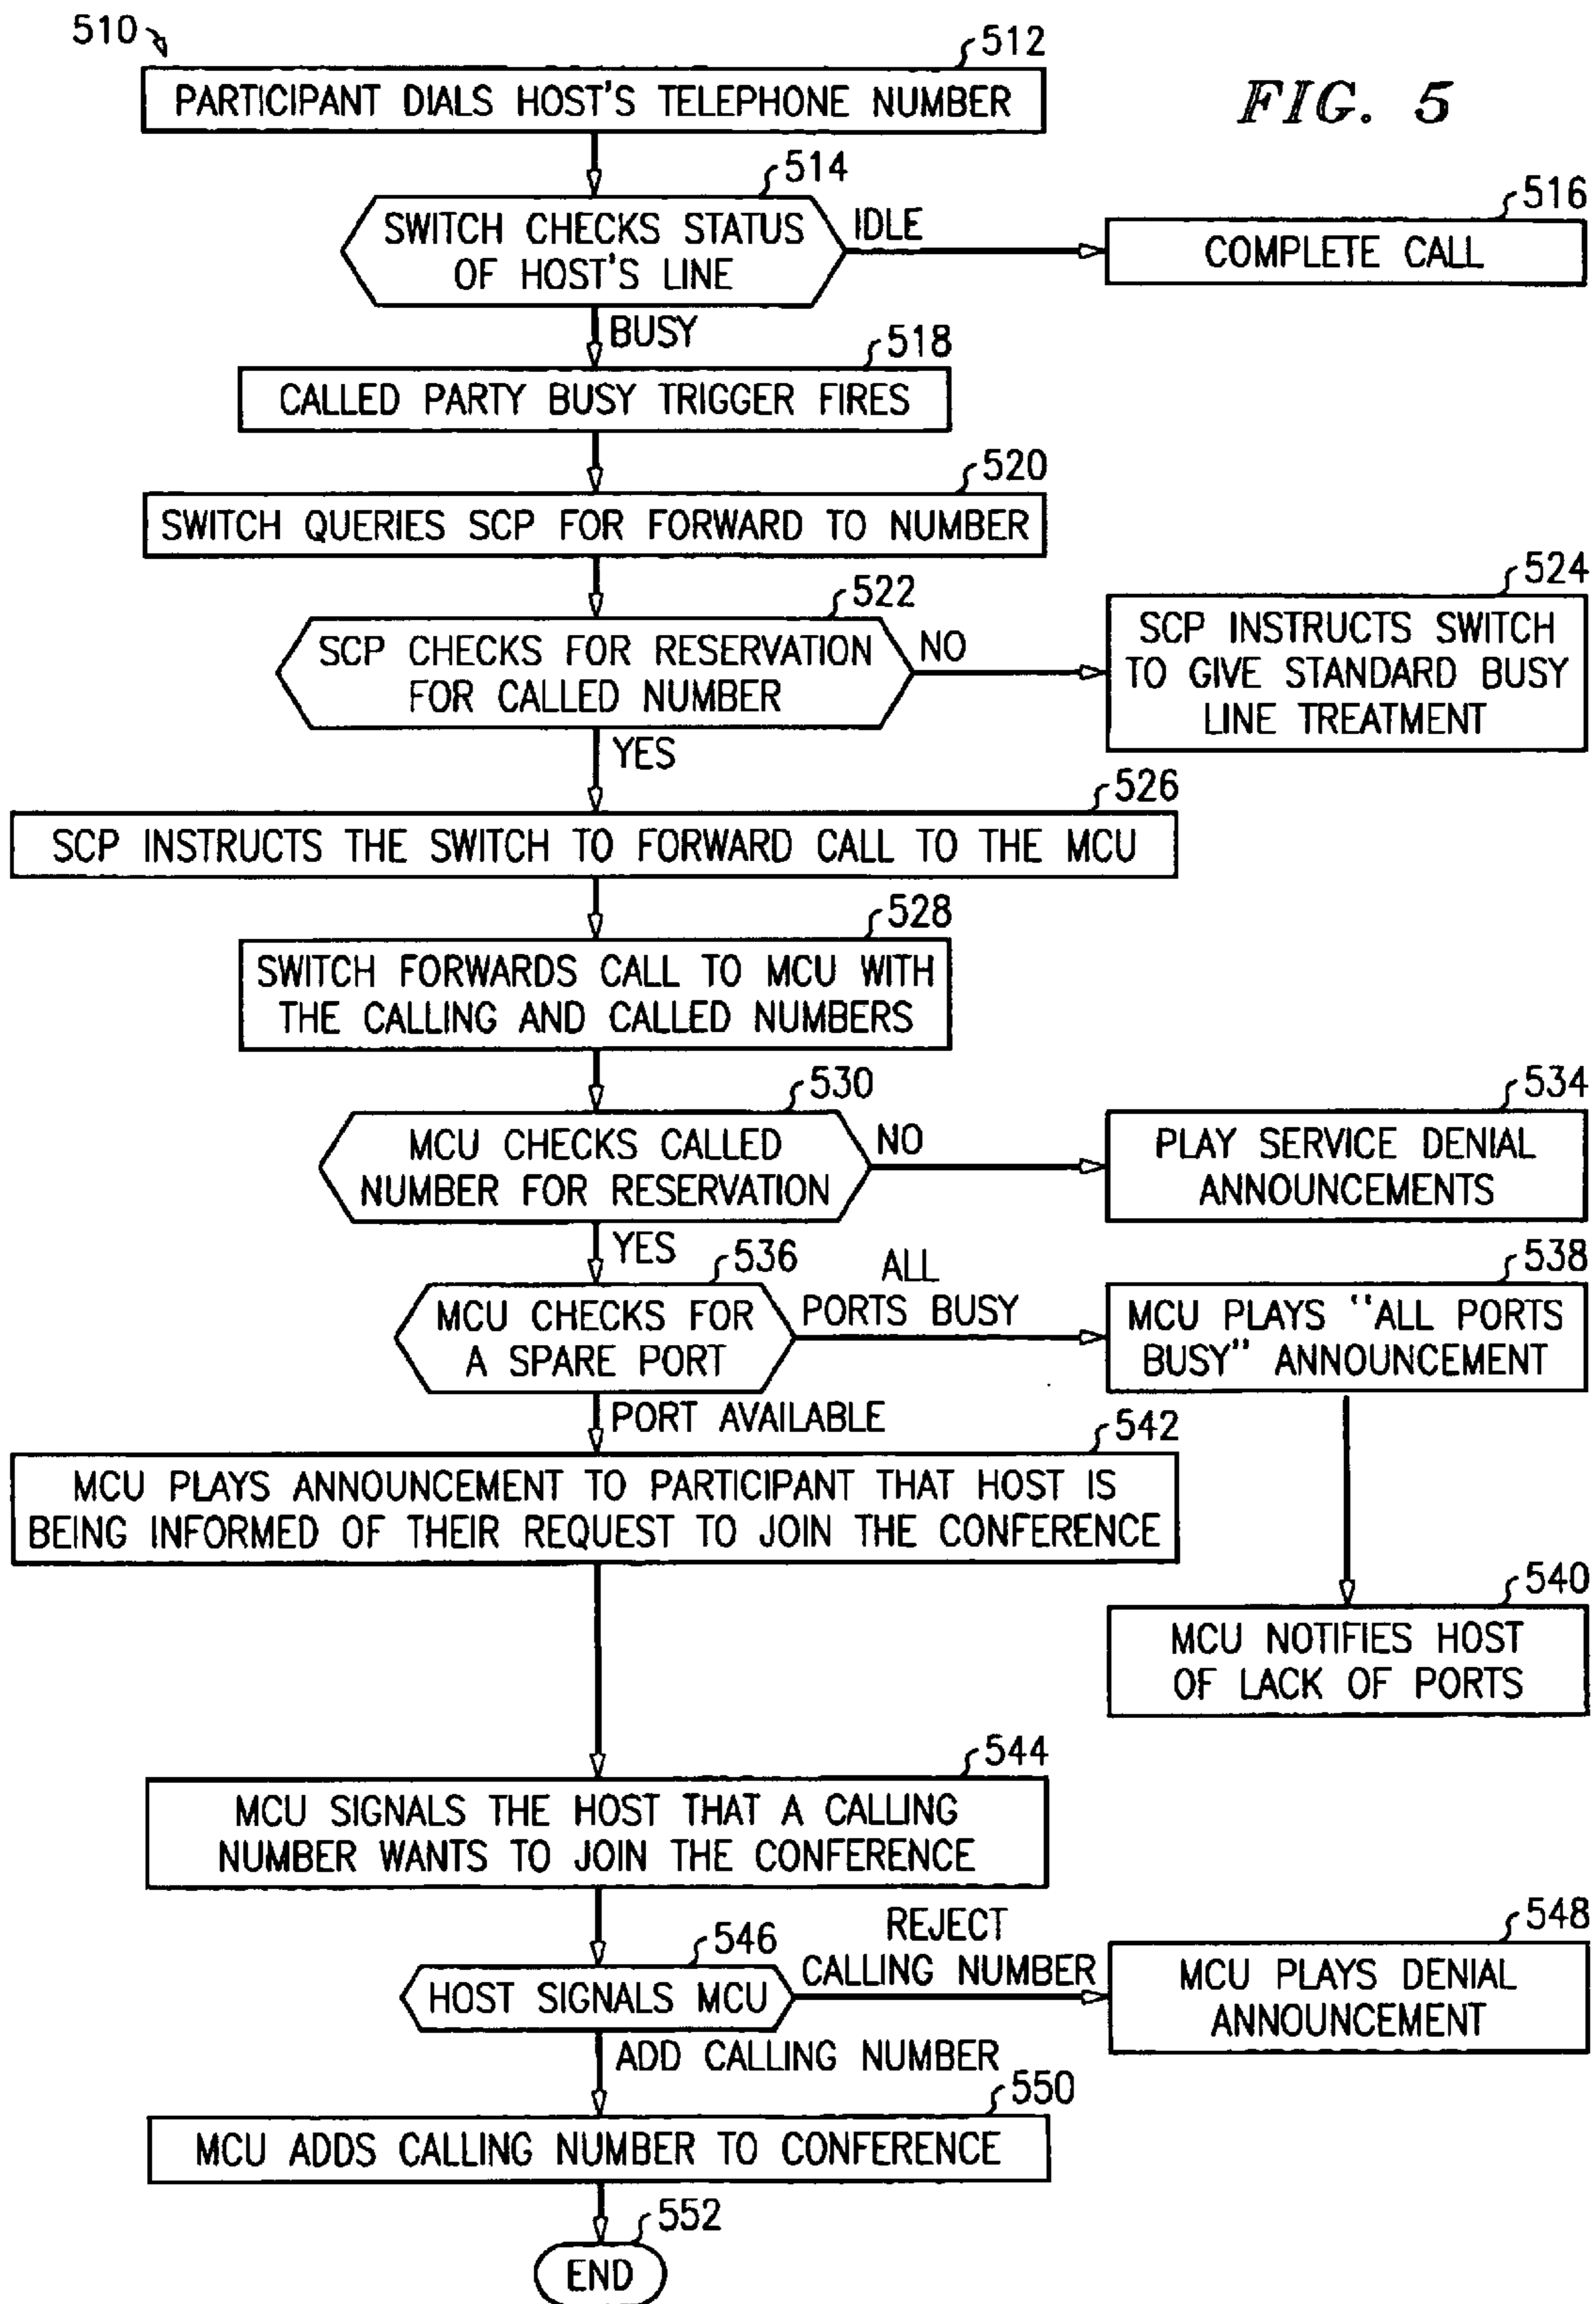 510
512
PARTICIPANT DIALS HOST'S TELEPHONE NUMBER
FIG. 5
514
SWITCH CHECKS STATUS
OF HOST'S LINE
IDLE
516
COMPLETE CALL
BUSY
518
CALLED PARTY BUSY TRIGGER FIRES
520
SWITCH QUERIES SCP FOR FORWARD TO NUMBER
522
SCP CHECKS FOR RESERVATION
FOR CALLED NUMBER
NO
524
SCP INSTRUCTS SWITCH
TO GIVE STANDARD BUSY
LINE TREATMENT
YES
526
SCP INSTRUCTS THE SWITCH TO FORWARD CALL TO THE MCU
528
SWITCH FORWARDS CALL TO MCU WITH
THE CALLING AND CALLED NUMBERS
530
MCU CHECKS CALLED
NUMBER FOR RESERVATION
NO
534
PLAY SERVICE DENIAL
ANNOUNCEMENTS
YES
536
MCU CHECKS FOR
A SPARE PORT
ALL
PORTS BUSY
538
MCU PLAYS "ALL PORTS
BUSY" ANNOUNCEMENT
PORT AVAILABLE
542
MCU PLAYS ANNOUNCEMENT TO PARTICIPANT THAT HOST IS
BEING INFORMED OF THEIR REQUEST TO JOIN THE CONFERENCE
540
MCU NOTIFIES HOST
OF LACK OF PORTS
544
MCU SIGNALS THE HOST THAT A CALLING
NUMBER WANTS TO JOIN THE CONFERENCE
546
HOST SIGNALS MCU
REJECT
CALLING NUMBER
548
MCU PLAYS DENIAL
ANNOUNCEMENT
ADD CALLING NUMBER
550
MCU ADDS CALLING NUMBER TO CONFERENCE
552
END